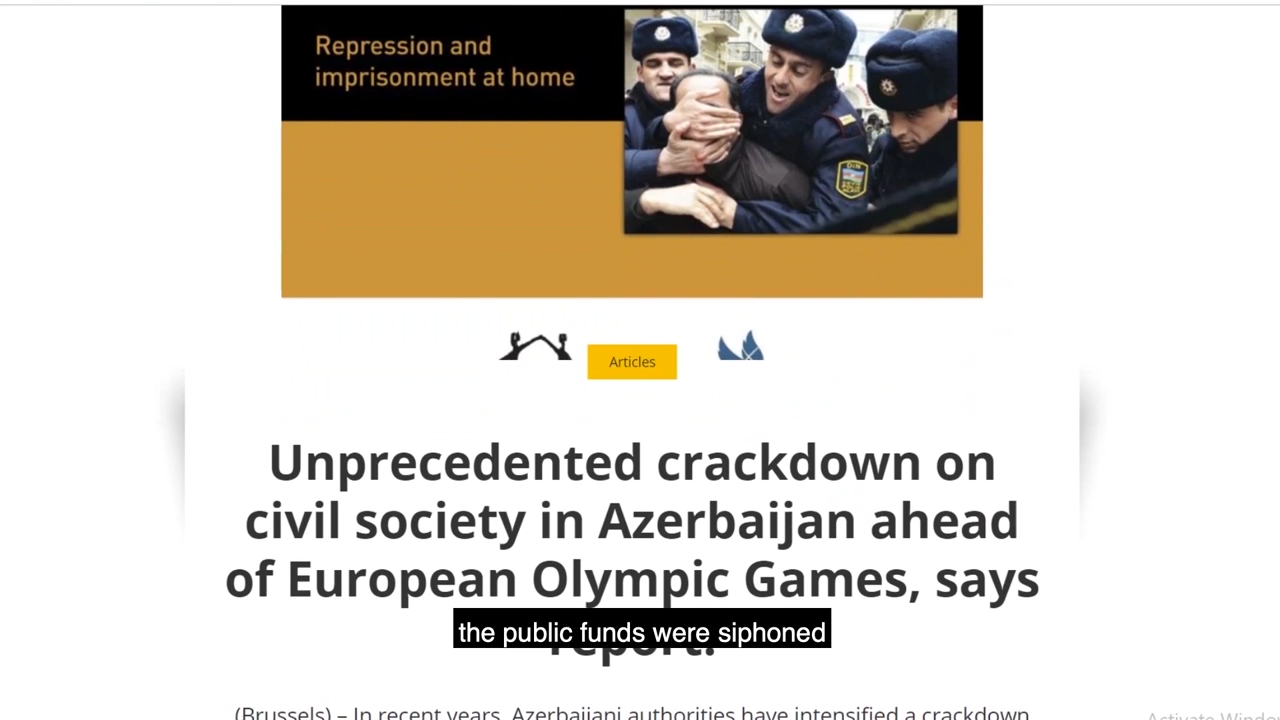 Repression and
imprisonment at home
Articles
Unprecedented crackdown on
civil society in Azerbaijan ahead
of European Olympic Games, says
report.
the public funds were siphoned
(Brussels) – In recent years, Azerbaijani authorities have intensified a crackdown